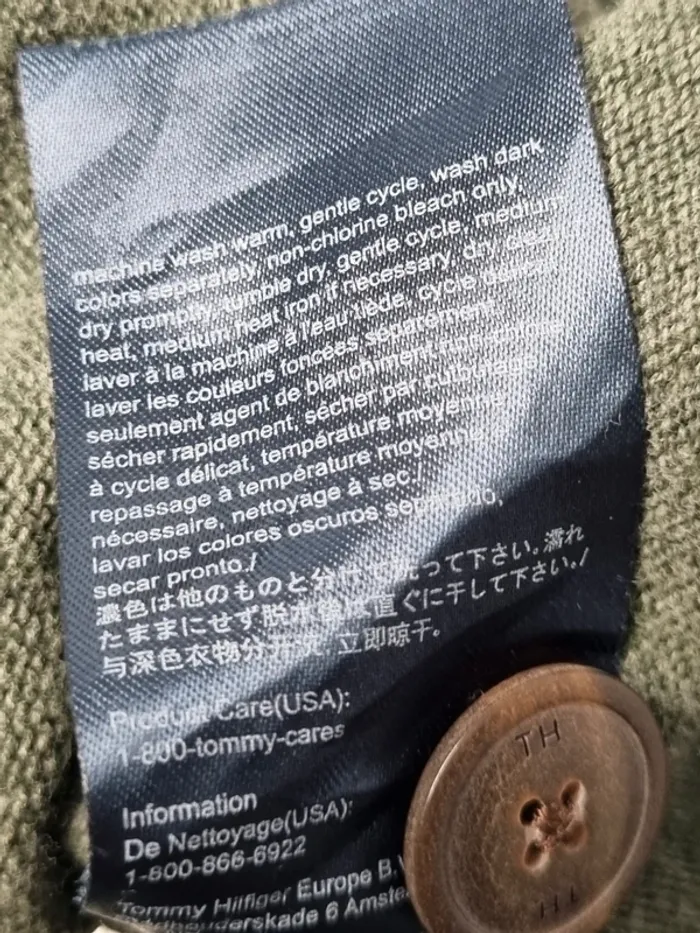 machine wash warm, gentle cycle, wash dark
colors separately, non-chlorine bleach only,
dry promptly, tumble dry, gentle cycle, medium
heat, medium heat iron if necessary, dry clean
laver à la machine à l'eau tiède, cycle délicat,
laver les couleurs foncées séparément,
seulement agent de blanchiment non-chlore
sécher rapidement, sécher par culbutage
à cycle délicat, température moyenne
repassage à température moyenne
nécessaire, nettoyage à sec./
lavar los colores oscuros separado,
secar pronto./
濃色は他のものと分けて洗って下さい。濡れ
たままにせず脱水後は直ぐに干して下さい。/
与深色衣物分开洗, 立即晾干。
Product Care(USA):
1-800-tommy-cares
Information
De Nettoyage(USA):
1-800-866-6922
Tommy Hilfiger Europe B.V
6 Amste
TH
TH